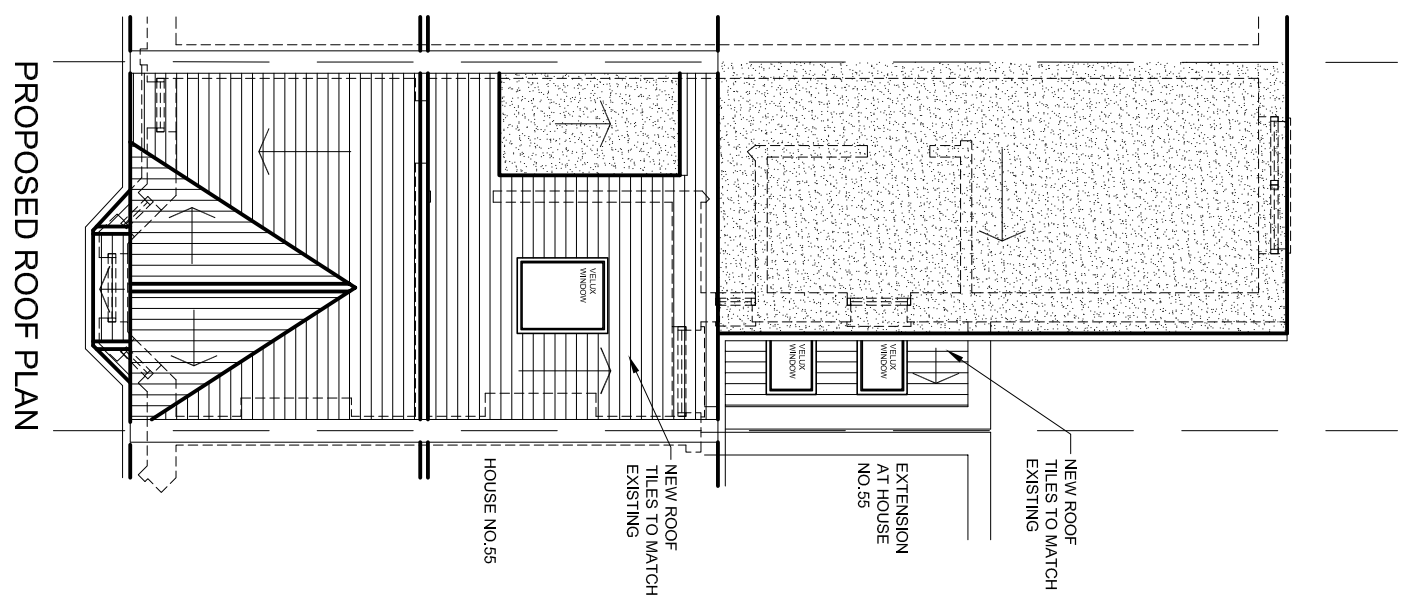 PROPOSED ROOF PLAN
VELUX
WINDOW
VELUX
WINDOW
VELUX
WINDOW
NEW ROOF
TILES TO MATCH
EXISTING
NEW ROOF
TILES TO MATCH
EXISTING
EXTENSION
AT HOUSE
NO.55
HOUSE NO.55